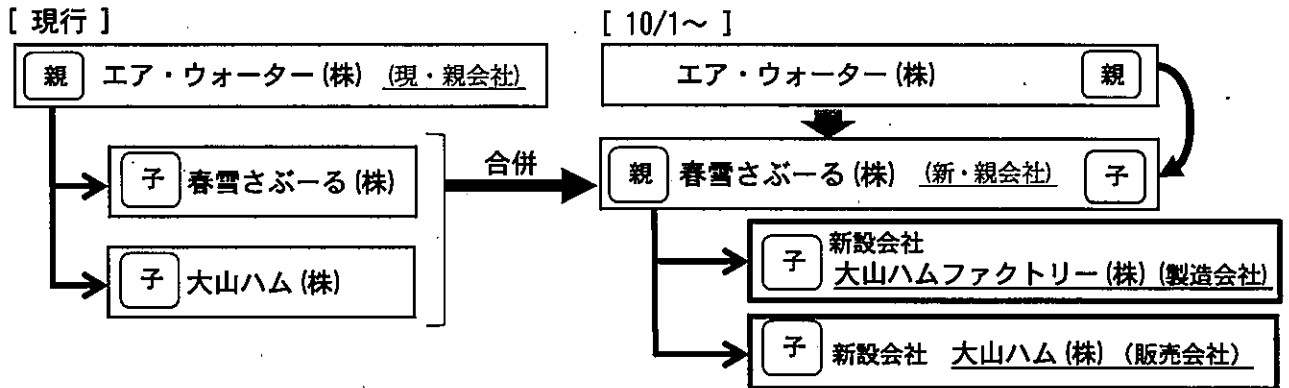 [ 現行 ]
親 エア・ウォーター(株) (現・親会社)
子 春雪さぶーる(株)
子 大山ハム(株)
合併
[ 10/1～ ]
エア・ウォーター(株) 親
親 春雪さぶーる(株) (新・親会社) 子
子 新設会社
大山ハムファクトリー(株)(製造会社)
子 新設会社 大山ハム(株)(販売会社)